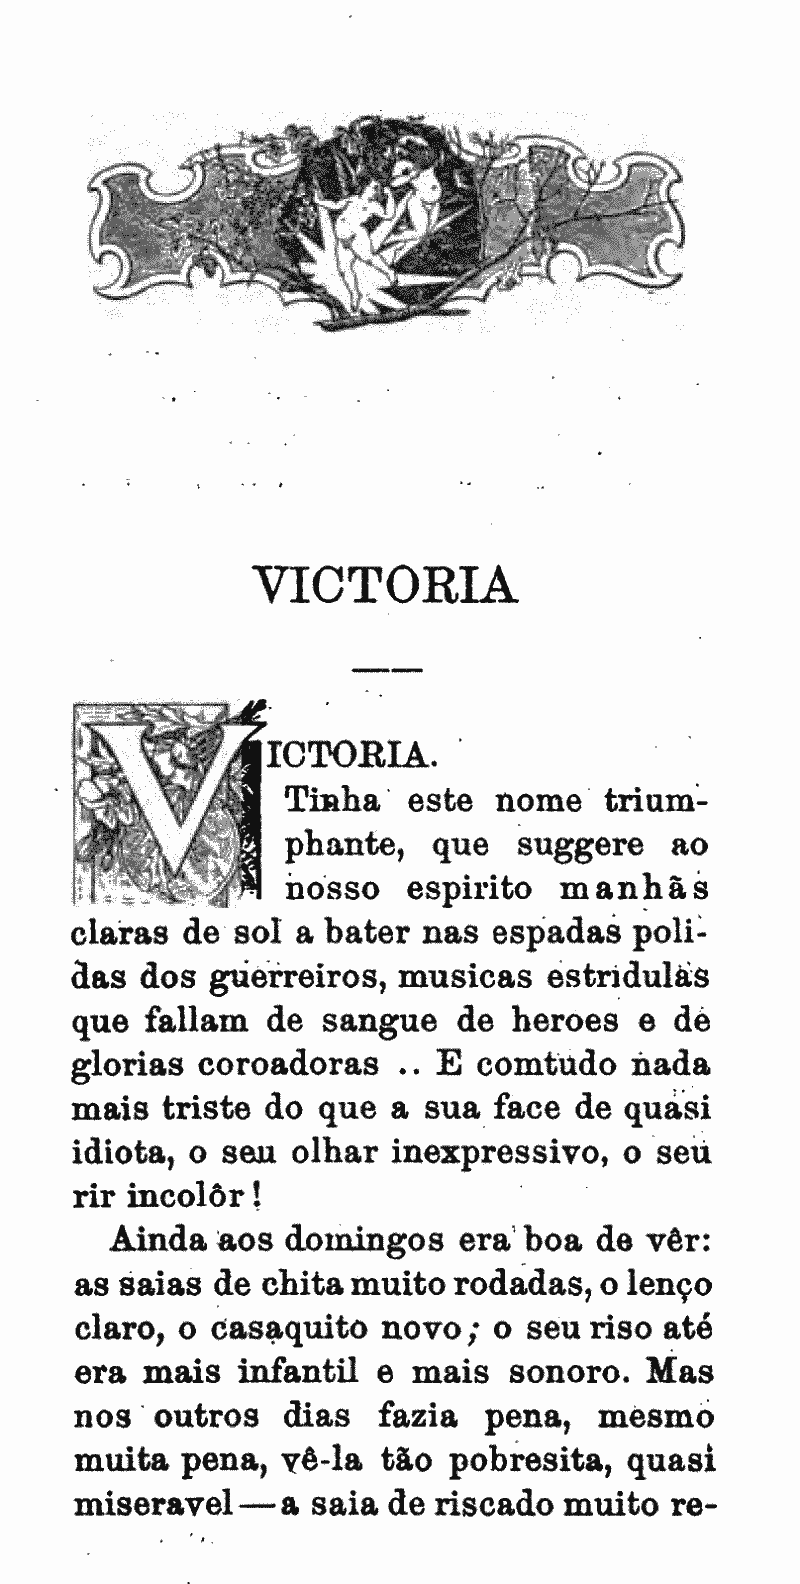 VICTORIA
VICTORIA.
Tinha este nome trium-
phante, que suggere ao
nosso espirito manhãs
claras de sol a bater nas espadas poli-
das dos guerreiros, musicas estridulas
que fallam de sangue de heroes e de
glorias coroadoras .. E comtudo nada
mais triste do que a sua face de quasi
idiota, o seu olhar inexpressivo, o seu
rir incolôr!
Ainda aos domingos era boa de vêr:
as saias de chita muito rodadas, o lenço
claro, o casaquito novo; o seu riso até
era mais infantil e mais sonoro. Mas
nos outros dias fazia pena, mesmo
muita pena, vê-la tão pobresita, quasi
miseravel—a saia de riscado muito re-